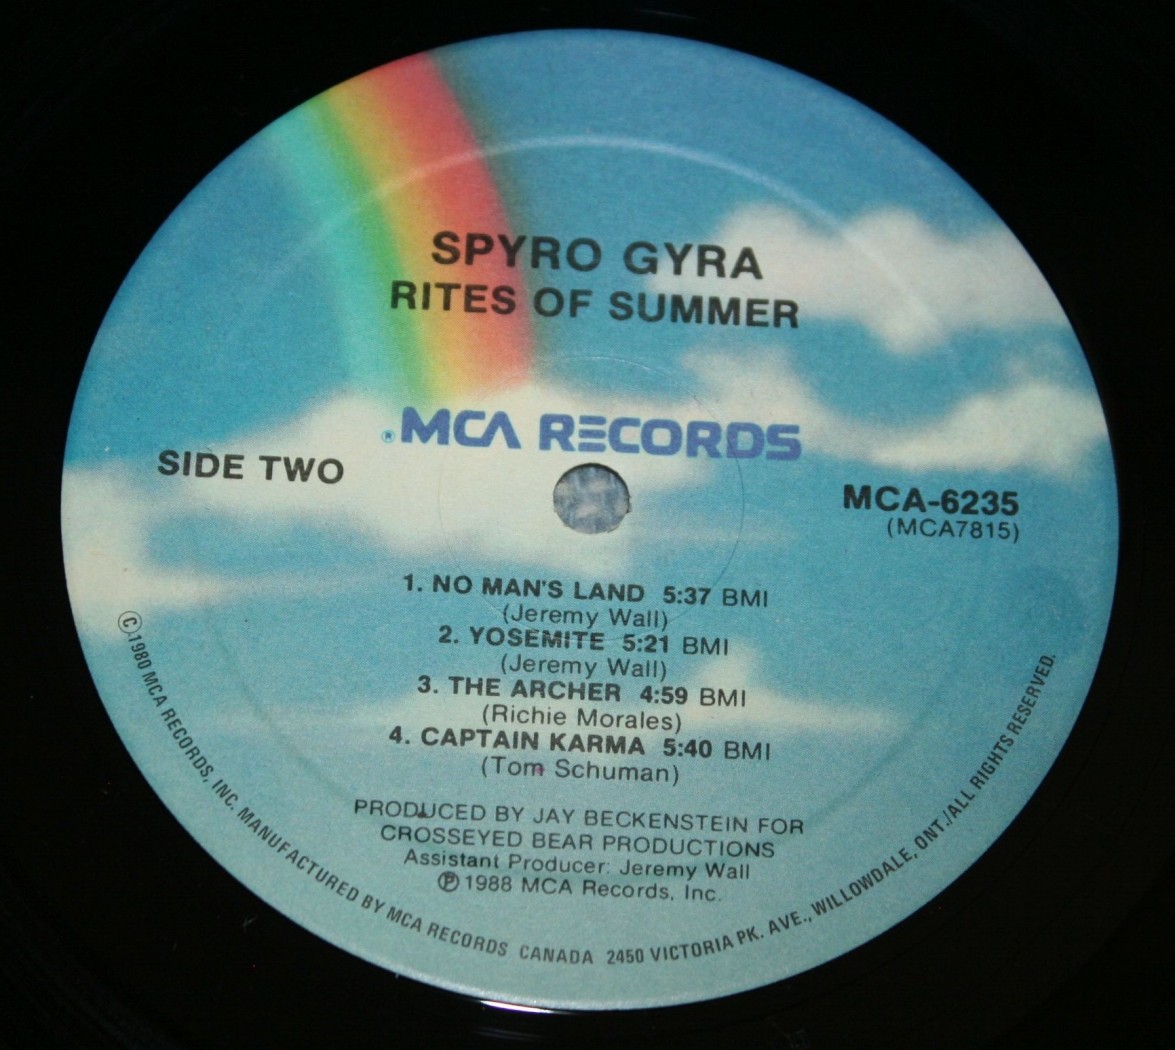 SPYRO GYRA
RITES OF SUMMER
®MCA RECORDS
SIDE TWO
MCA-6235
(MCA7815)
1. NO MAN'S LAND 5:37 BMI
(Jeremy Wall)
2. YOSEMITE 5:21 BMI
(Jeremy Wall)
3. THE ARCHER 4:59 BMI
(Richie Morales)
4. CAPTAIN KARMA 5:40 BMI
(Tom Schuman)
PRODUCED BY JAY BECKENSTEIN FOR
CROSSEYED BEAR PRODUCTIONS
Assistant Producer: Jeremy Wall
℗1988 MCA Records, Inc.
©1980 MCA RECORDS, INC. MANUFACTURED BY MCA RECORDS CANADA 2450 VICTORIA PK. AVE., WILLOWDALE, ONT./ALL RIGHTS RESERVED.